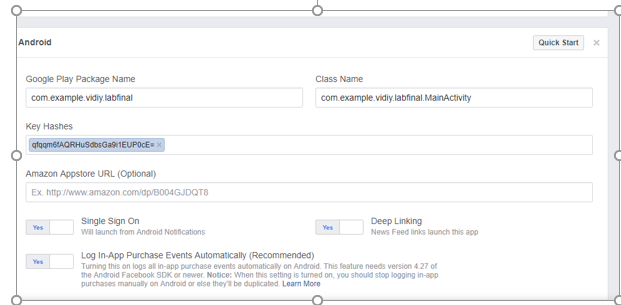 Android
Quick Start ×
Google Play Package Name
Class Name
com.example.vidiy.labfinal
com.example.vidiy.labfinal.MainActivity
Key Hashes
qfqqm6fAQRHuSdbsGa9i1EUP0cE= ×
Amazon Appstore URL (Optional)
Ex. http://www.amazon.com/dp/B004GJDQT8
Yes
Single Sign On
Will launch from Android Notifications
Yes
Deep Linking
News Feed links launch this app
Yes
Log In-App Purchase Events Automatically (Recommended)
Turning this on logs all in-app purchase events automatically on Android. This feature needs version 4.27 of
the Android Facebook SDK or newer. Notice: When this setting is turned on, you should stop logging in-app
purchases manually on Android or else they'll be duplicated. Learn More